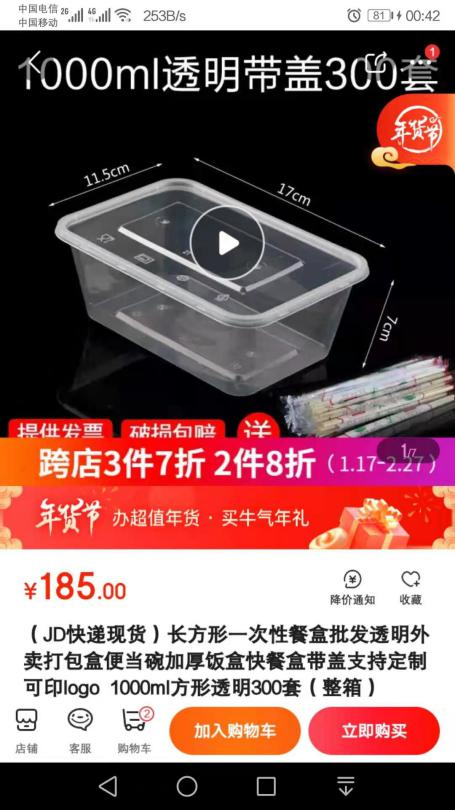 中国电信 2G 4G 253B/s 81 00:42
中国移动
1000ml透明带盖300套
1
年货节
11.5cm
17cm
7cm
提供发票 破损包赔 送
1/7
跨店3件7折 2件8折（1.17-2.27）
年货节 办超值年货·买牛气年礼
¥185.00
降价通知 收藏
（JD快递现货）长方形一次性餐盒批发透明外
卖打包盒便当碗加厚饭盒快餐盒带盖支持定制
可印logo 1000ml方形透明300套（整箱）
2
店铺 客服 购物车 加入购物车 立即购买